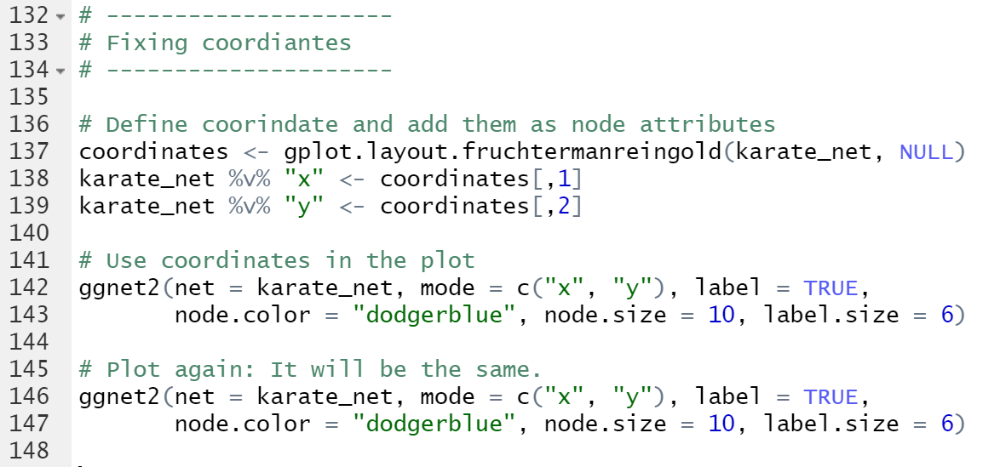 132 # ---------------------
133 # Fixing coordiantes
134 # ---------------------
135
136 # Define coorindate and add them as node attributes
137 coordinates <- gplot.layout.fruchtermanreingold(karate_net, NULL)
138 karate_net %v% "x" <- coordinates[,1]
139 karate_net %v% "y" <- coordinates[,2]
140
141 # Use coordinates in the plot
142 ggnet2(net = karate_net, mode = c("x", "y"), label = TRUE,
143        node.color = "dodgerblue", node.size = 10, label.size = 6)
144
145 # Plot again: It will be the same.
146 ggnet2(net = karate_net, mode = c("x", "y"), label = TRUE,
147        node.color = "dodgerblue", node.size = 10, label.size = 6)
148